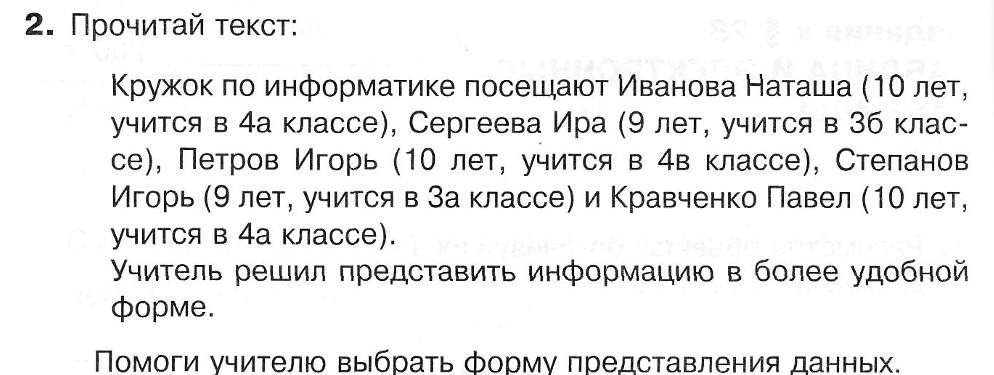 2. Прочитай текст:
Кружок по информатике посещают Иванова Наташа (10 лет,
учится в 4а классе), Сергеева Ира (9 лет, учится в 3б клас-
се), Петров Игорь (10 лет, учится в 4в классе), Степанов
Игорь (9 лет, учится в 3а классе) и Кравченко Павел (10 лет,
учится в 4а классе).
Учитель решил представить информацию в более удобной
форме.
Помоги учителю выбрать форму представления данных.